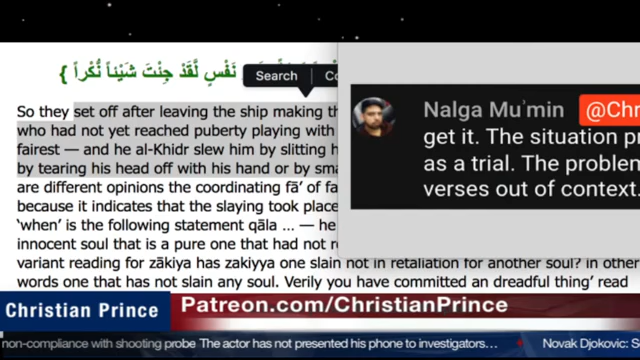 نَفْسٍ لَّقَدْ جِئْتَ شَيْئاً نُّكْراً }
Search
So they set off after leaving the ship making th
who had not yet reached puberty playing with
fairest — and he al-Khidr slew him by slitting h
by tearing his head off with his hand or by sma
are different opinions the coordinating fā’ of fa
because it indicates that the slaying took place
‘when’ is the following statement qāla ... — he
innocent soul that is a pure one that had not r
variant reading for zākiya has zakiyya one slain not in retaliation for another soul? in other
words one that has not slain any soul. Verily you have committed an dreadful thing’ read
Nalga Mu'min @Chr
get it. The situation pr
as a trial. The problem
verses out of context.
Christian Prince
Patreon.com/ChristianPrince
non-compliance with shooting probe The actor has not presented his phone to investigators...
Novak Djokovic: S